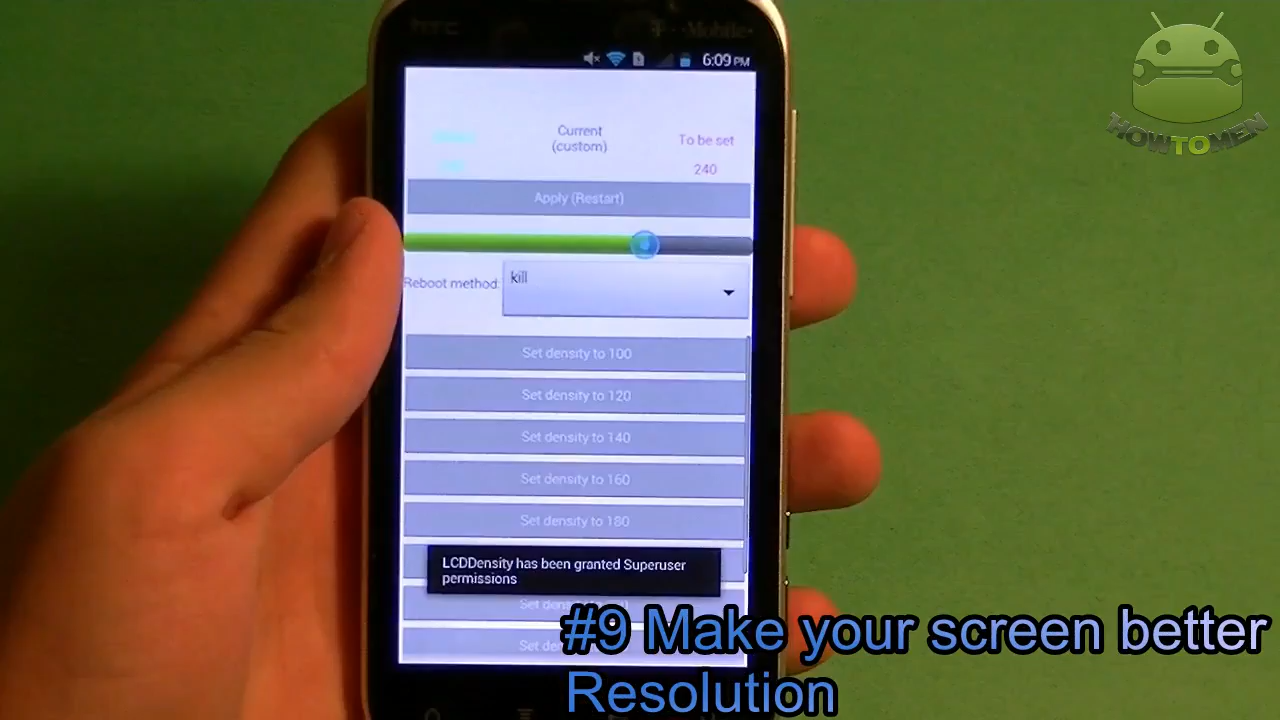 hTC
T-Mobile
6:09 PM
HOWTOMEN
Current
(custom)
To be set
240
Apply (Restart)
Reboot method:
kill
Set density to 100
Set density to 120
Set density to 140
Set density to 160
Set density to 180
LCDDensity has been granted Superuser
permissions
#9 Make your screen better
Resolution